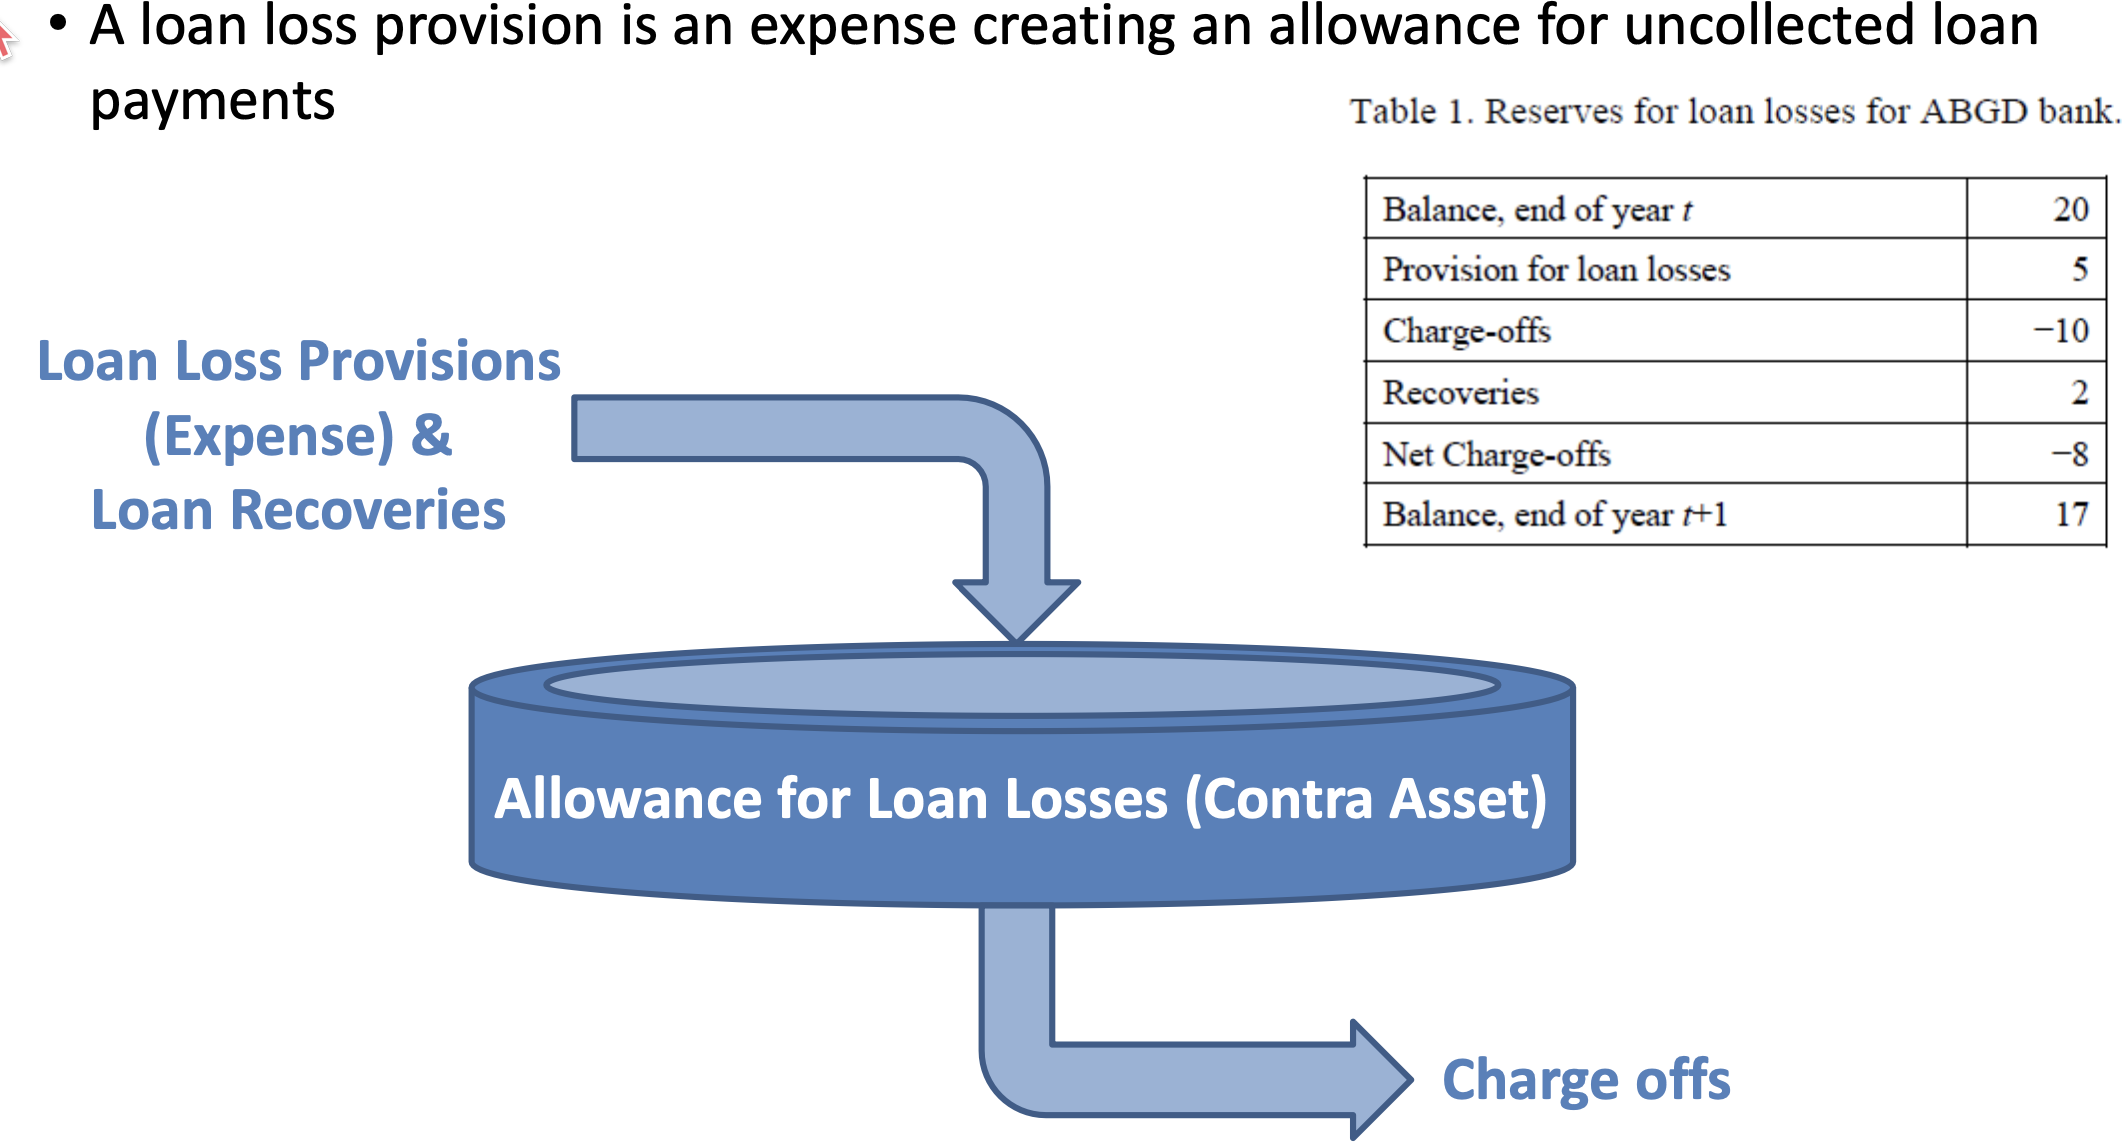 • A loan loss provision is an expense creating an allowance for uncollected loan
payments
Table 1. Reserves for loan losses for ABGD bank.
Balance, end of year t 20
Provision for loan losses 5
Charge-offs −10
Recoveries 2
Net Charge-offs −8
Balance, end of year t+1 17
Loan Loss Provisions
(Expense) &
Loan Recoveries
Allowance for Loan Losses (Contra Asset)
Charge offs